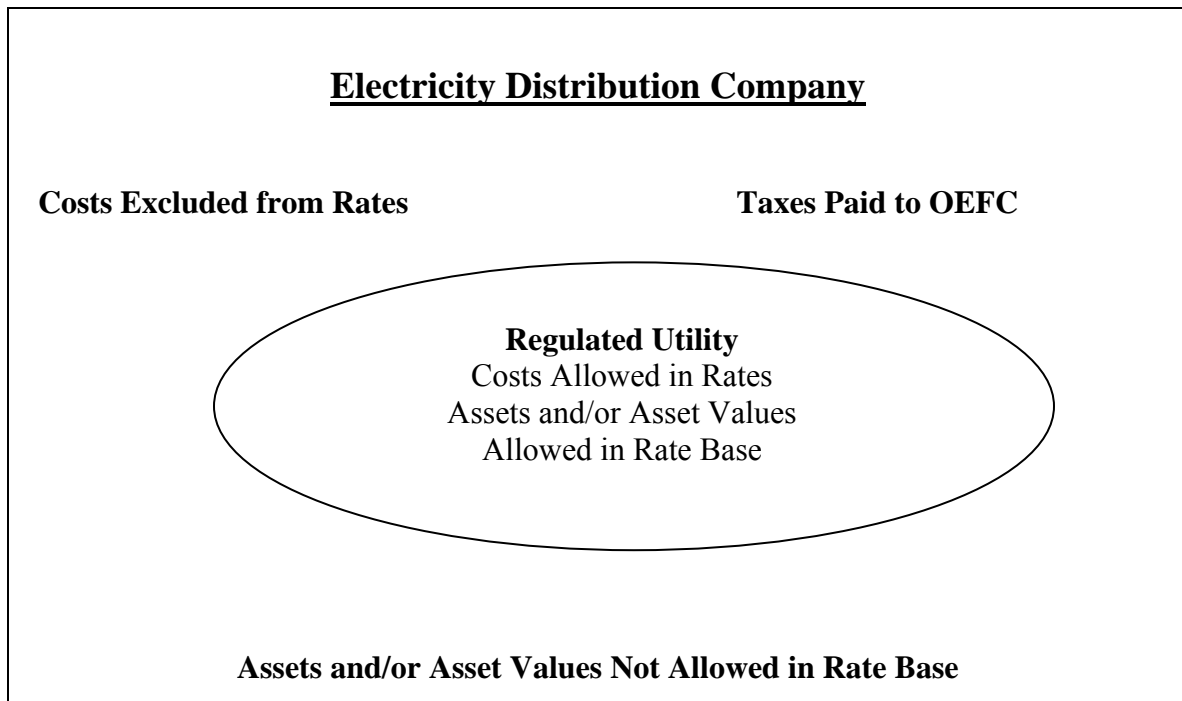 Electricity Distribution Company
Costs Excluded from Rates
Taxes Paid to OEFC
Regulated Utility
Costs Allowed in Rates
Assets and/or Asset Values
Allowed in Rate Base
Assets and/or Asset Values Not Allowed in Rate Base